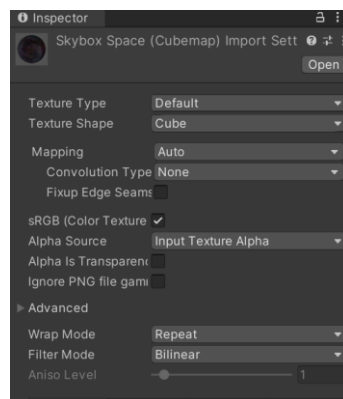 Inspector
Skybox Space (Cubemap) Import Sett
Open
Texture Type Default
Texture Shape Cube
Mapping Auto
Convolution Type None
Fixup Edge Seams
sRGB (Color Texture
Alpha Source Input Texture Alpha
Alpha Is Transparenc
Ignore PNG file gamm
Advanced
Wrap Mode Repeat
Filter Mode Bilinear
Aniso Level 1